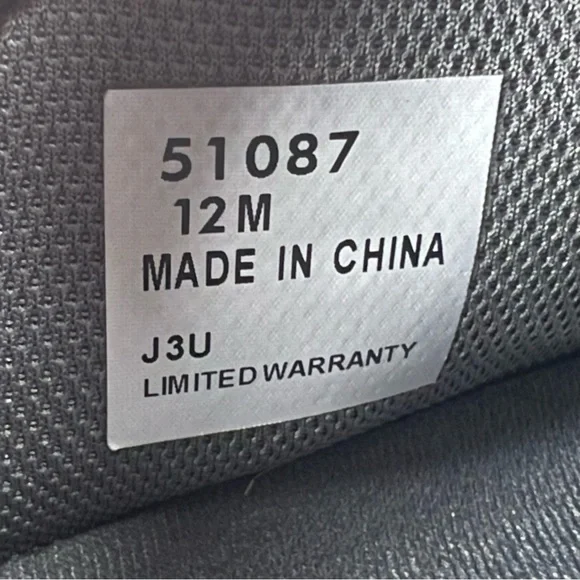 51087
12M
MADE IN CHINA
J3U
LIMITED WARRANTY